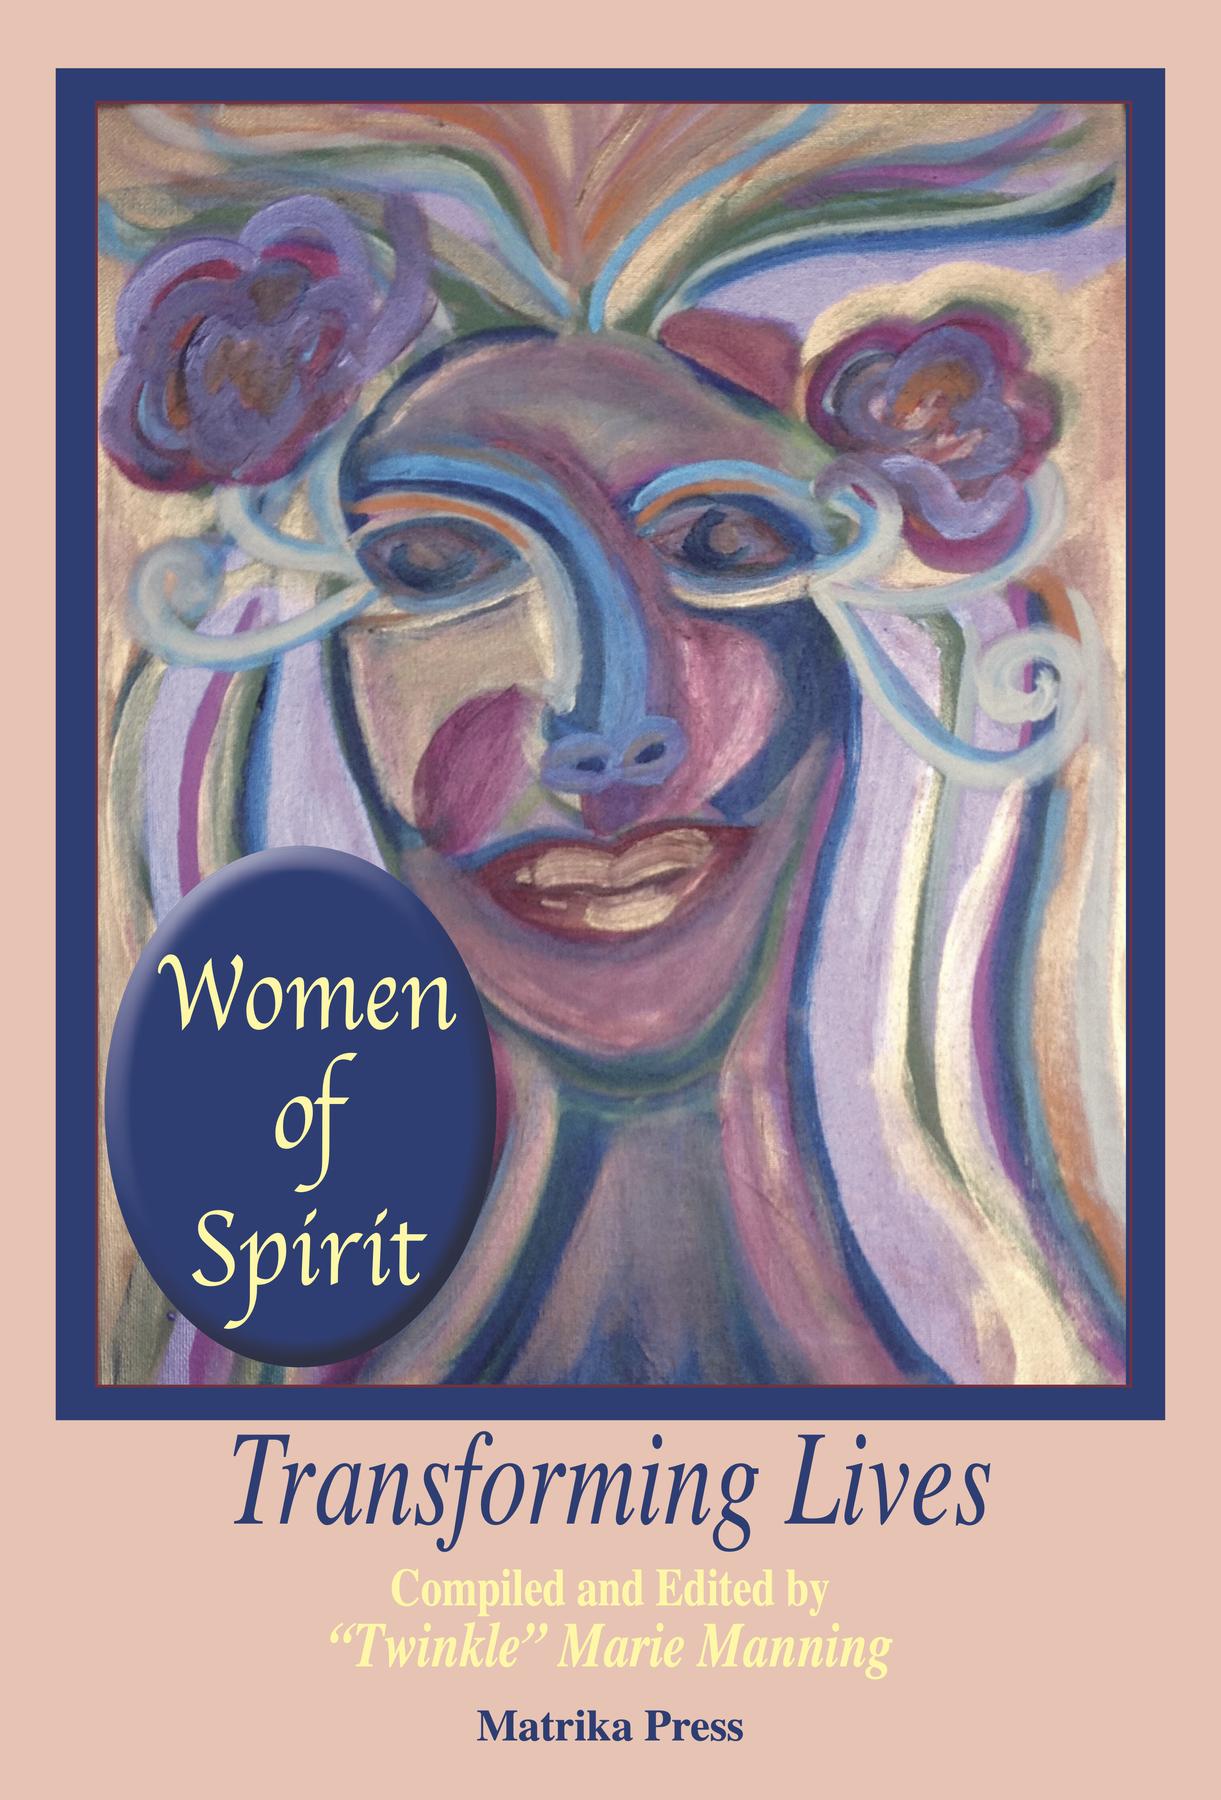 Women
of
Spirit
Transforming Lives
Compiled and Edited by
“Twinkle” Marie Manning
Matrika Press